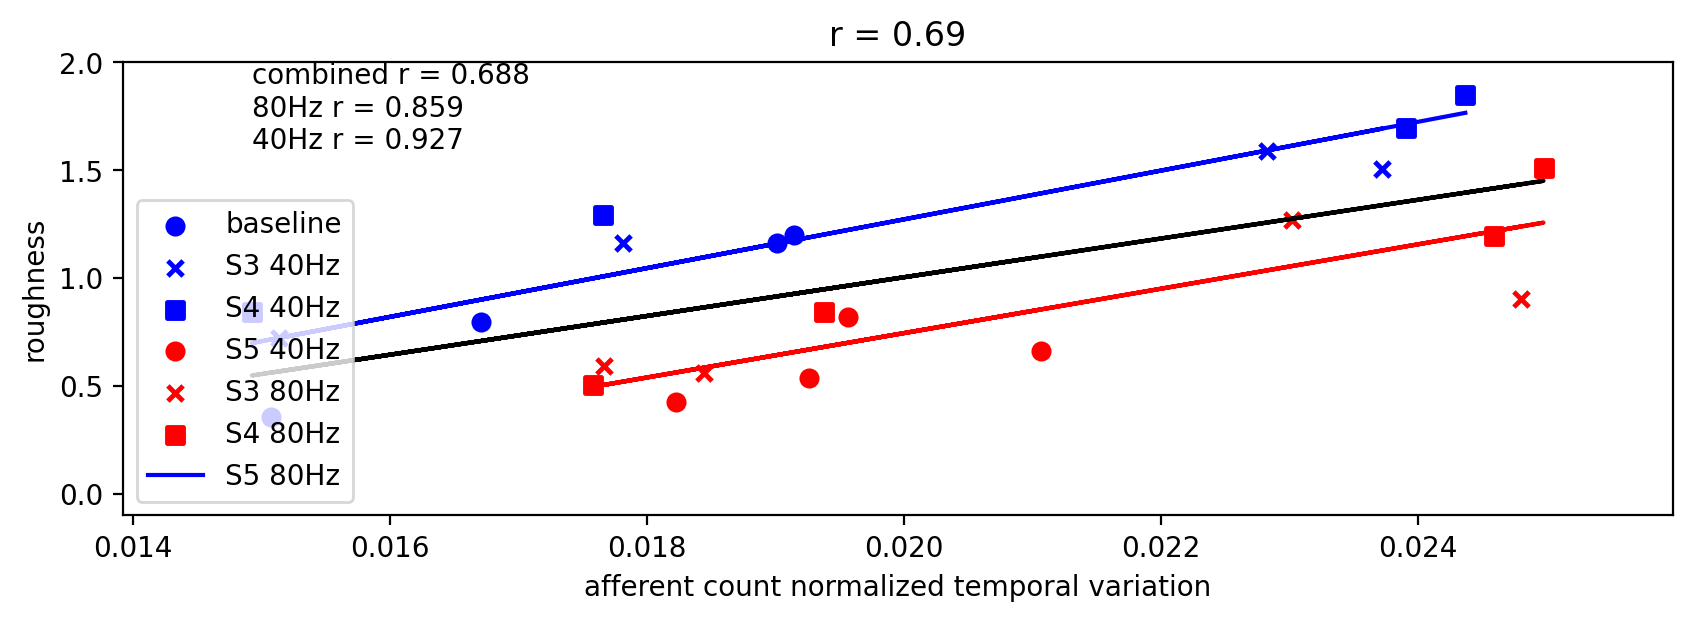 r = 0.69
combined r = 0.688
80Hz r = 0.859
40Hz r = 0.927
2.0
1.5
1.0
0.5
0.0
roughness
baseline
S3 40Hz
S4 40Hz
S5 40Hz
S3 80Hz
S4 80Hz
S5 80Hz
0.014 0.016 0.018 0.020 0.022 0.024
afferent count normalized temporal variation